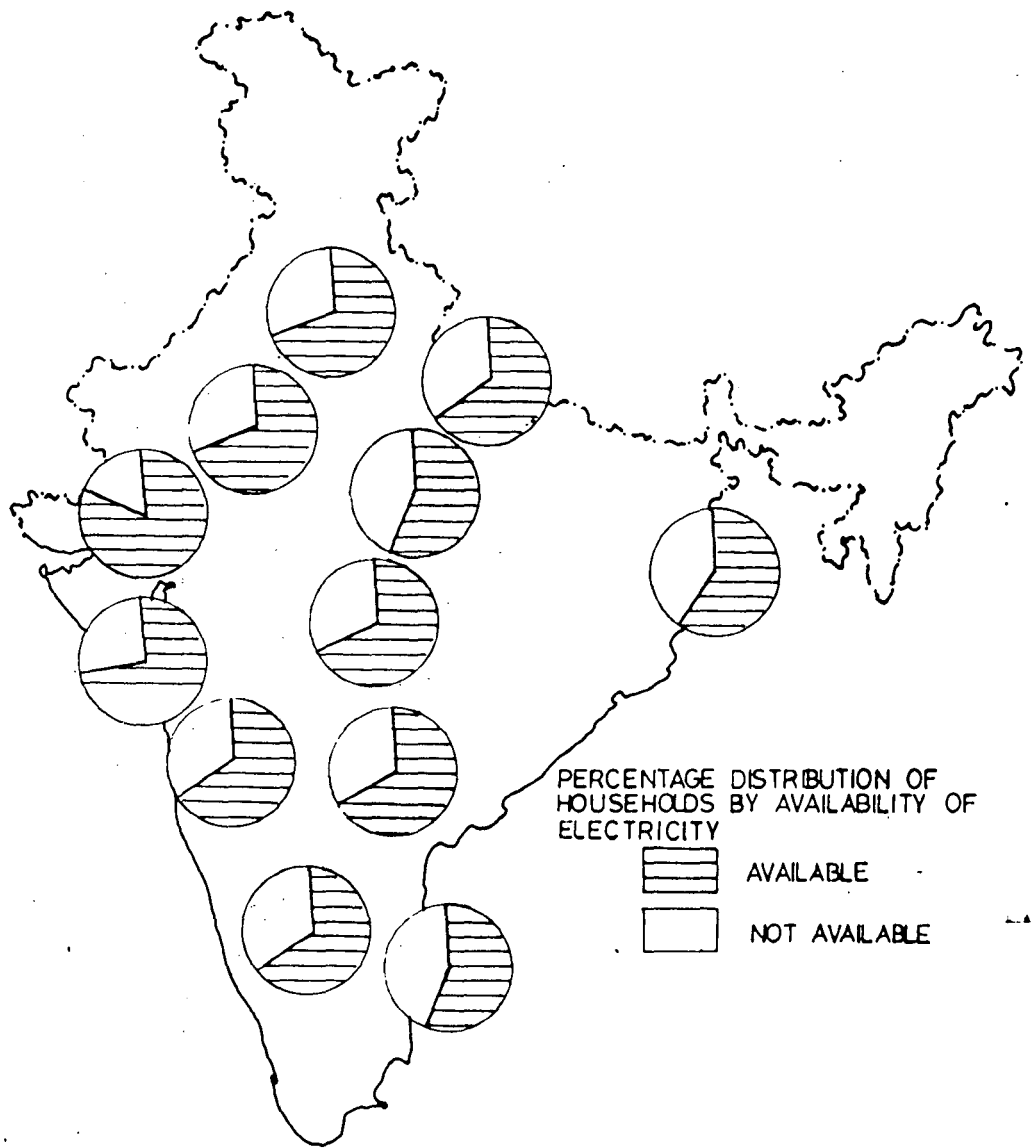 PERCENTAGE DISTRIBUTION OF
HOUSEHOLDS BY AVAILABILITY OF
ELECTRICITY
AVAILABLE
NOT AVAILABLE